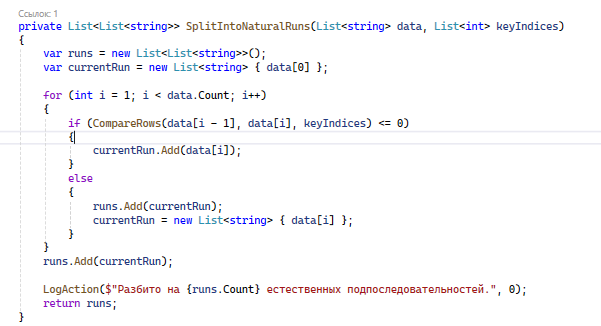 Ссылок: 1
private List<List<string>> SplitIntoNaturalRuns(List<string> data, List<int> keyIndices)
{
    var runs = new List<List<string>>();
    var currentRun = new List<string> { data[0] };
    for (int i = 1; i < data.Count; i++)
    {
        if (CompareRows(data[i - 1], data[i], keyIndices) <= 0)
        {
            currentRun.Add(data[i]);
        }
        else
        {
            runs.Add(currentRun);
            currentRun = new List<string> { data[i] };
        }
    }
    runs.Add(currentRun);
    LogAction($"Разбито на {runs.Count} естественных подпоследовательностей.", 0);
    return runs;
}